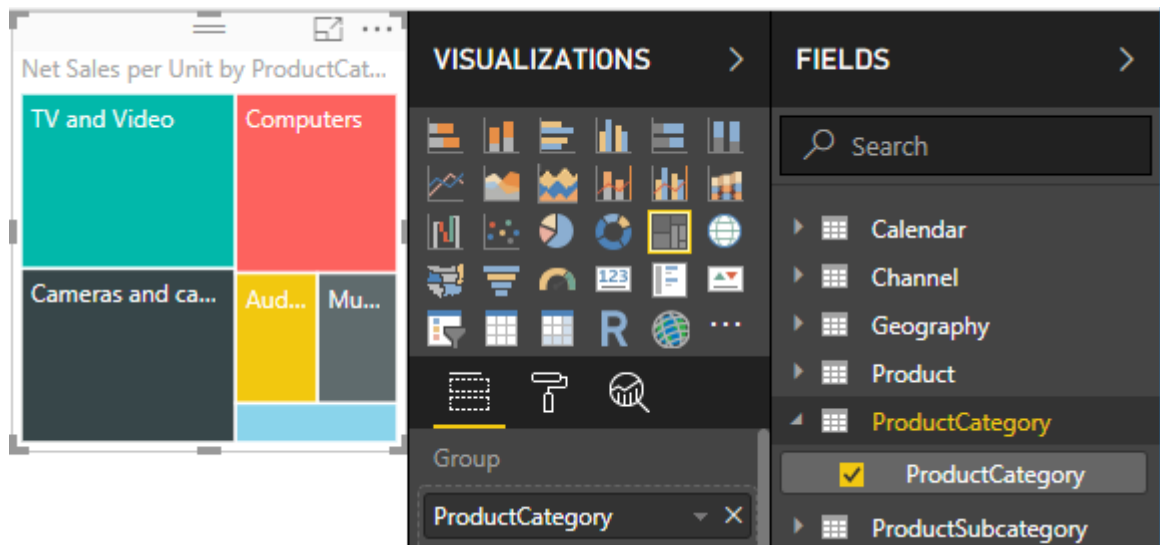 Net Sales per Unit by ProductCat...
TV and Video
Computers
Cameras and ca...
Aud...
Mu...
VISUALIZATIONS
123
R
Group
ProductCategory
FIELDS
Search
Calendar
Channel
Geography
Product
ProductCategory
ProductCategory
ProductSubcategory